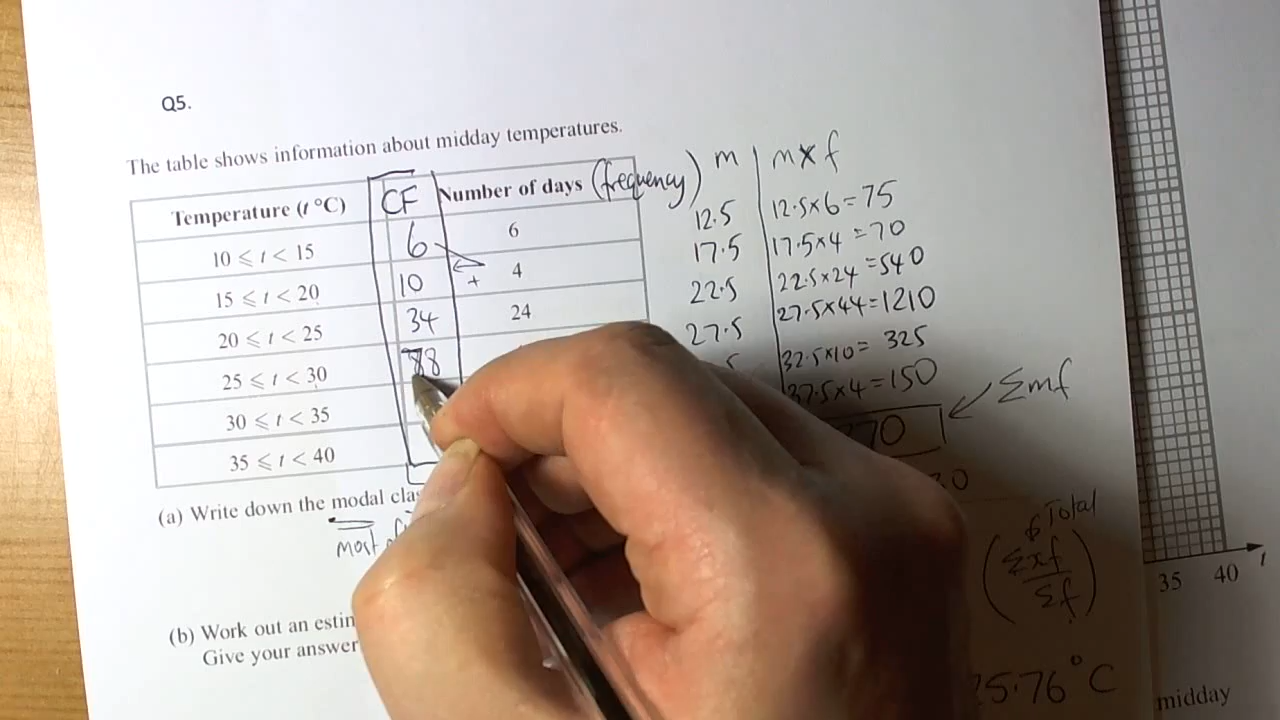 Q5.
The table shows information about midday temperatures.
Temperature (t °C) CF Number of days (frequency) m m×f
10 ⩽ t < 15 6 6 12.5 12.5×6=75
15 ⩽ t < 20 10 + 4 17.5 17.5×4=70
20 ⩽ t < 25 34 24 22.5 22.5×24=540
25 ⩽ t < 30 27.5 27.5×44=1210
30 ⩽ t < 35 32.5×10=325
35 ⩽ t < 40 37.5×4=150
Σmf
(a) Write down the modal
most
Total
Σxf
Σf
35 40 t
(b) Work out an
Give your answer
°C
midday